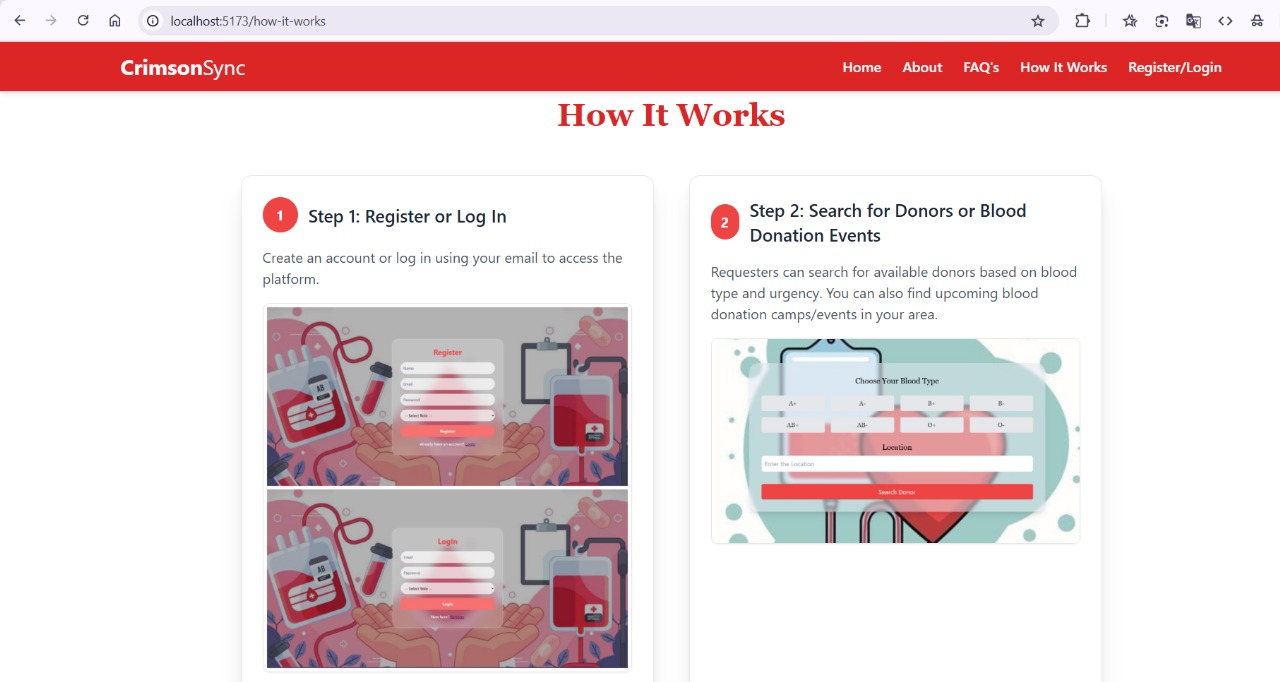 localhost:5173/how-it-works
CrimsonSync
Home About FAQ's How It Works Register/Login
How It Works
1 Step 1: Register or Log In
Create an account or log in using your email to access the
platform.
Register
Name
Email
Password
-- Select Role --
Register
Already have an account? Login
AB
LogIn
Email
Password
-- Select Role --
Login
New here? Register
AB
2 Step 2: Search for Donors or Blood
Donation Events
Requesters can search for available donors based on blood
type and urgency. You can also find upcoming blood
donation camps/events in your area.
Choose Your Blood Type
A+ A- B+ B-
AB+ AB- O+ O-
Location
Enter the Location
Search Donor